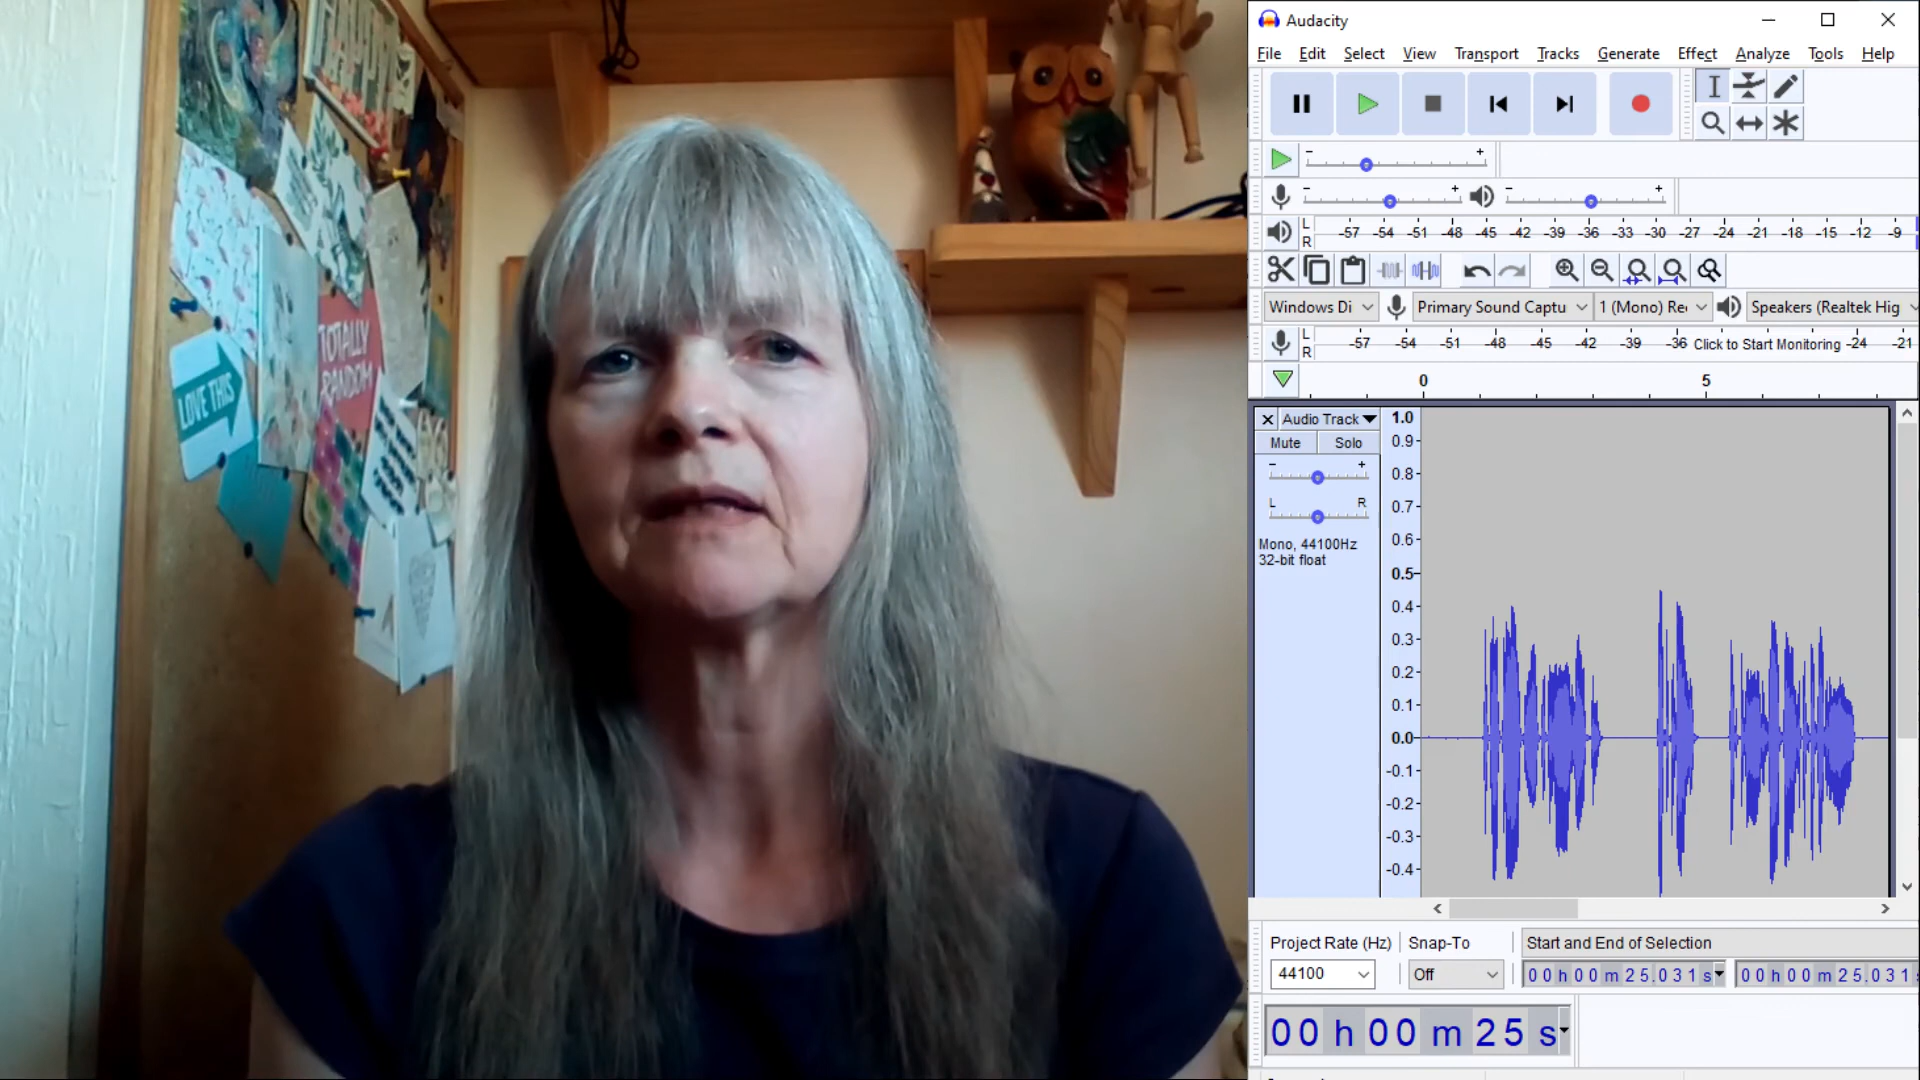 TOTALLY
RANDOM
LOVE THIS
Audacity
File Edit Select View Transport Tracks Generate Effect Analyze Tools Help
- +
- + - +
L
R
-57 -54 -51 -48 -45 -42 -39 -36 -33 -30 -27 -24 -21 -18 -15 -12 -9
Windows Di Primary Sound Captu 1 (Mono) Re Speakers (Realtek Hig
L
R
-57 -54 -51 -48 -45 -42 -39 -36 Click to Start Monitoring -24 -21
0 5
Audio Track
Mute Solo
- +
L R
Mono, 44100Hz
32-bit float
1.0
0.9
0.8
0.7
0.6
0.5
0.4
0.3
0.2
0.1
0.0
-0.1
-0.2
-0.3
-0.4
Project Rate (Hz) Snap-To Start and End of Selection
44100 Off 00 h 00 m 25.031 s 00 h 00 m 25.031
00 h 00 m 25 s